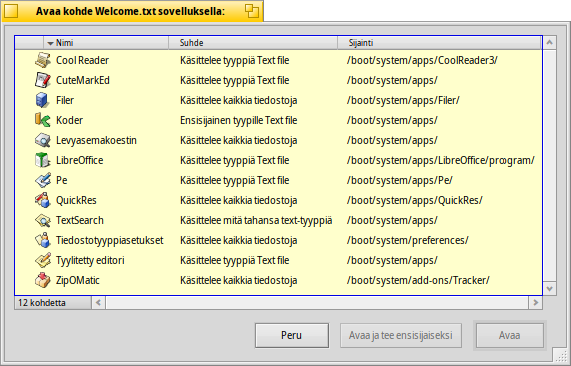 Avaa kohde Welcome.txt sovelluksella:
Nimi Suhde Sijainti
Cool Reader Käsittelee tyyppiä Text file /boot/system/apps/CoolReader3/
CuteMarkEd Käsittelee tyyppiä Text file /boot/system/apps/
Filer Käsittelee kaikkia tiedostoja /boot/system/apps/Filer/
Koder Ensisijainen tyypille Text file /boot/system/apps/
Levyasemakoestin Käsittelee kaikkia tiedostoja /boot/system/apps/
LibreOffice Käsittelee tyyppiä Text file /boot/system/apps/LibreOffice/program/
Pe Käsittelee tyyppiä Text file /boot/system/apps/Pe/
QuickRes Käsittelee kaikkia tiedostoja /boot/system/apps/QuickRes/
TextSearch Käsittelee mitä tahansa text-tyyppiä /boot/system/apps/
Tiedostotyyppiasetukset Käsittelee kaikkia tiedostoja /boot/system/preferences/
Tyylitetty editori Käsittelee tyyppiä Text file /boot/system/apps/
ZipOMatic Käsittelee kaikkia tiedostoja /boot/system/add-ons/Tracker/
12 kohdetta
Peru Avaa ja tee ensisijaiseksi Avaa